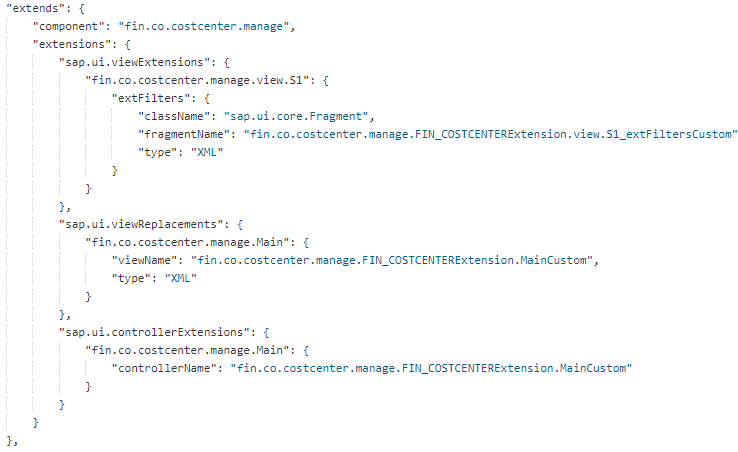 "extends": {
"component": "fin.co.costcenter.manage",
"extensions": {
"sap.ui.viewExtensions": {
"fin.co.costcenter.manage.view.S1": {
"extFilters": {
"className": "sap.ui.core.Fragment",
"fragmentName": "fin.co.costcenter.manage.FIN_COSTCENTERExtension.view.S1_extFiltersCustom"
"type": "XML"
}
}
},
"sap.ui.viewReplacements": {
"fin.co.costcenter.manage.Main": {
"viewName": "fin.co.costcenter.manage.FIN_COSTCENTERExtension.MainCustom",
"type": "XML"
}
},
"sap.ui.controllerExtensions": {
"fin.co.costcenter.manage.Main": {
"controllerName": "fin.co.costcenter.manage.FIN_COSTCENTERExtension.MainCustom"
}
}
}
},